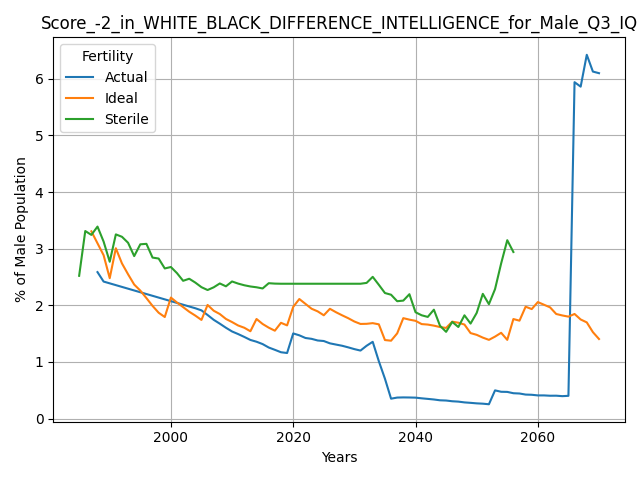 Score_-2_in_WHITE_BLACK_DIFFERENCE_INTELLIGENCE_for_Male_Q3_IQ
Fertility
Actual
Ideal
Sterile
% of Male Population
6
5
4
3
2
1
0
2000 2020 2040 2060
Years